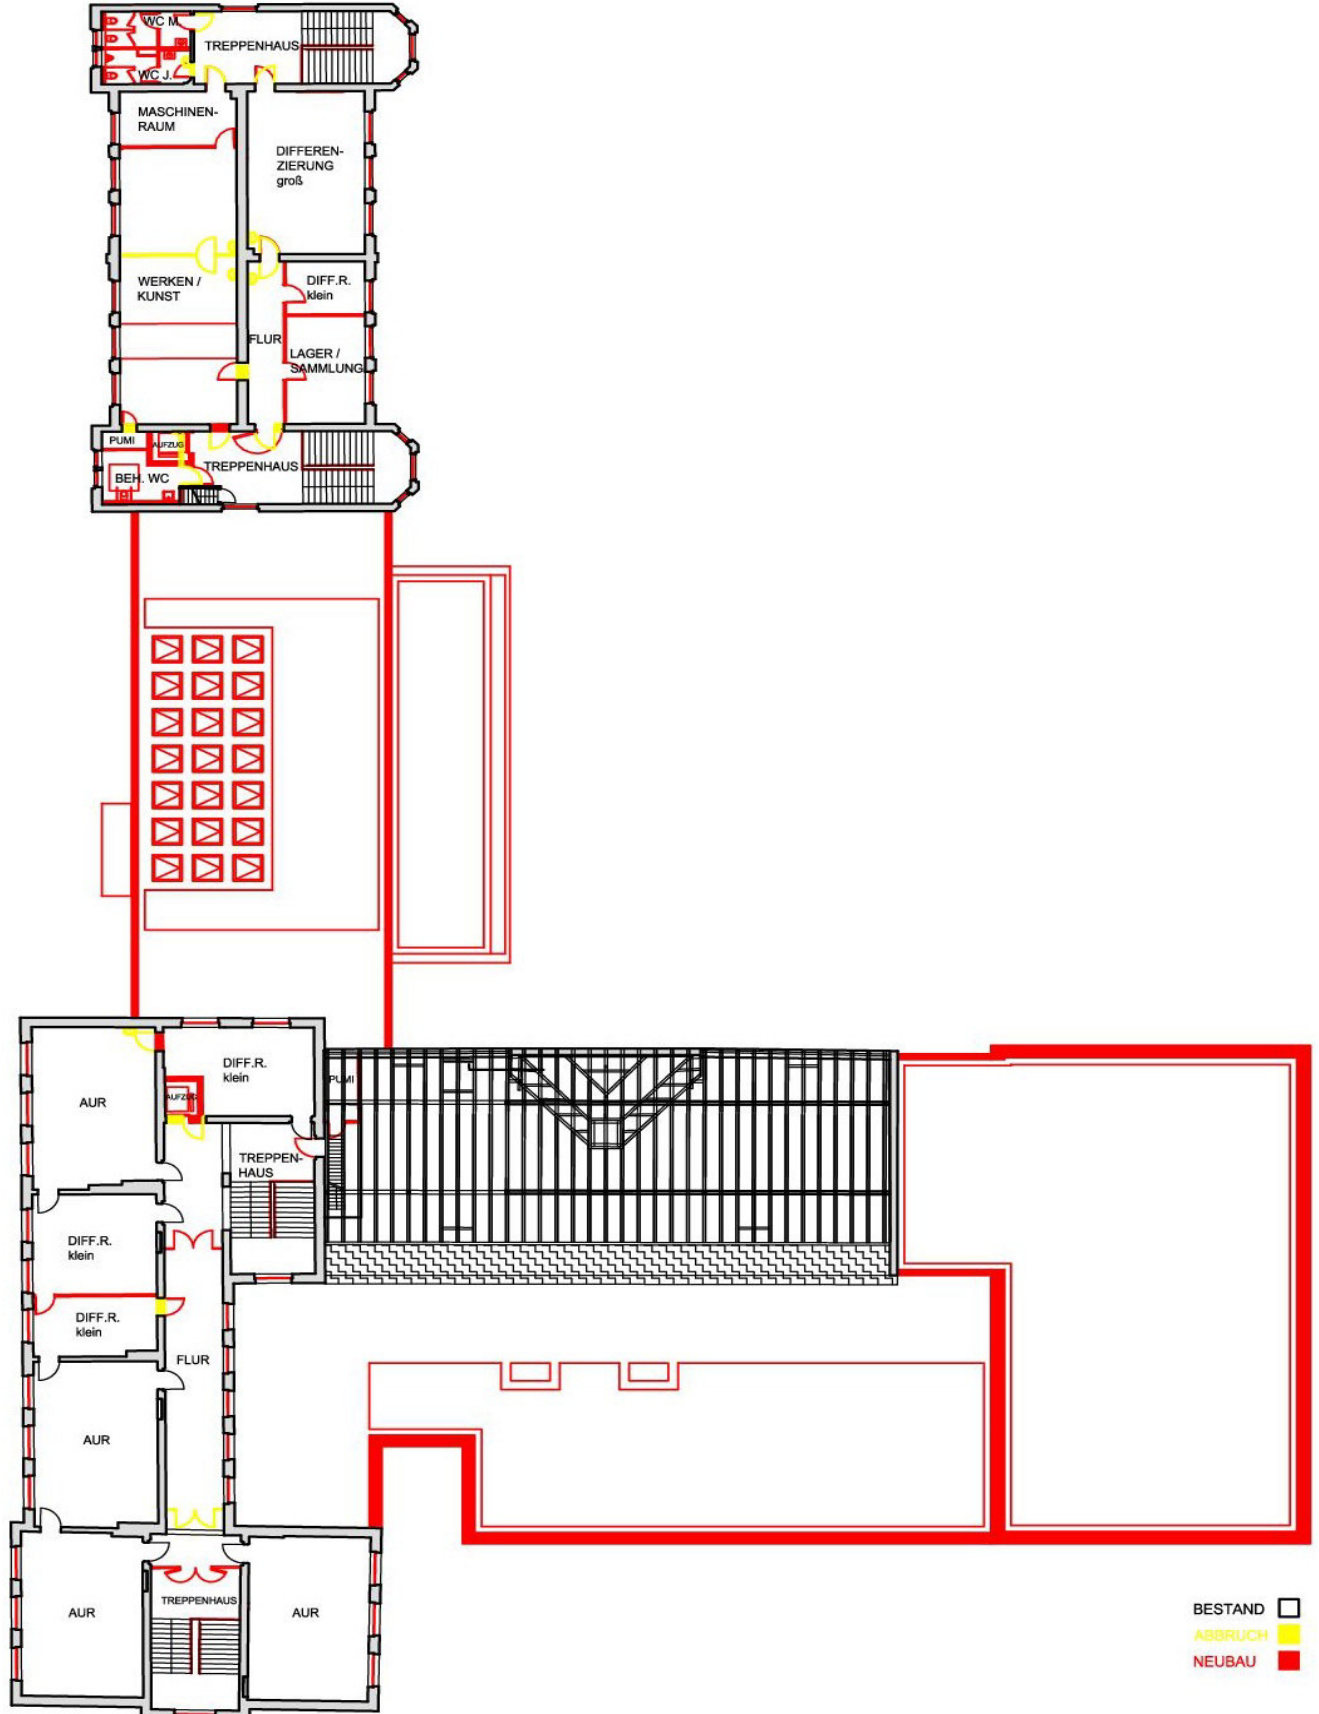 WC M.
TREPPENHAUS
WC J.
MASCHINEN-
RAUM
DIFFEREN-
ZIERUNG
groß
WERKEN /
KUNST
DIFF.R.
klein
FLUR
LAGER /
SAMMLUNG
PUMI
AUFZUG
TREPPENHAUS
BEH. WC
DIFF.R.
klein
PUMI
AUR
AUFZUG
TREPPEN-
HAUS
DIFF.R.
klein
DIFF.R.
klein
FLUR
AUR
TREPPENHAUS
AUR
AUR
BESTAND
ABBRUCH
NEUBAU